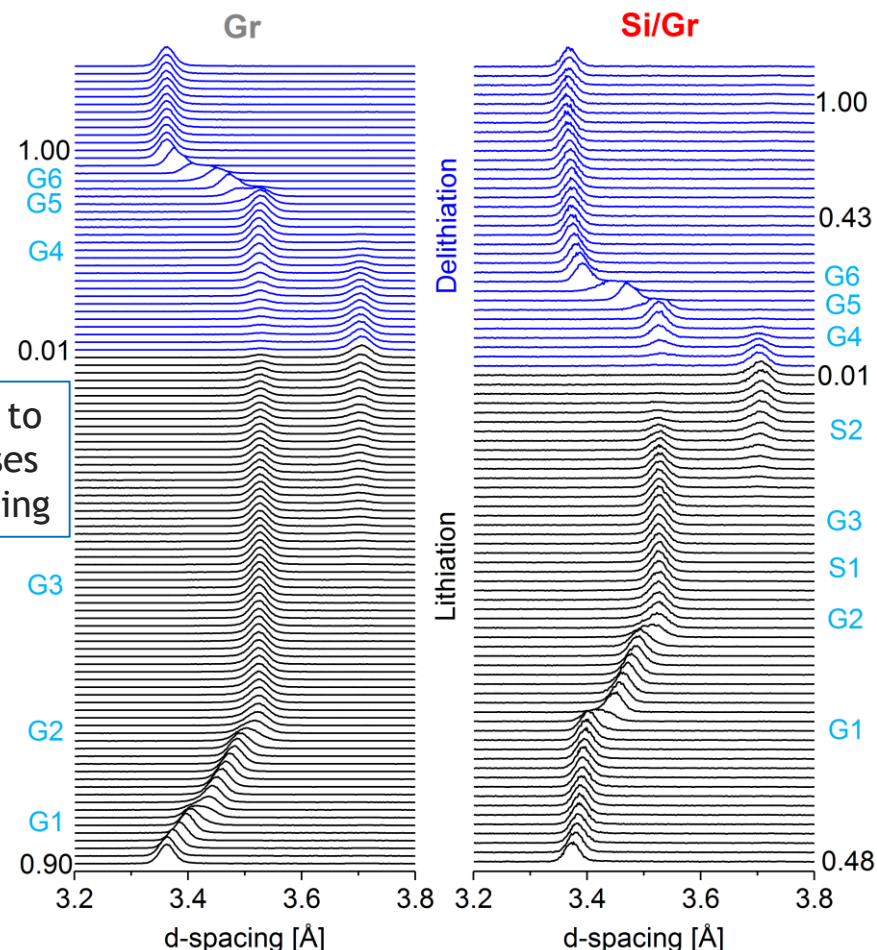 Gr
1.00
G6
G5
G4
0.01
to
ses
ing
G3
G2
G1
0.90
3.2 3.4 3.6 3.8
d-spacing [Å]
Delithiation
Lithiation
Si/Gr
1.00
0.43
G6
G5
G4
0.01
S2
G3
S1
G2
G1
0.48
3.2 3.4 3.6 3.8
d-spacing [Å]